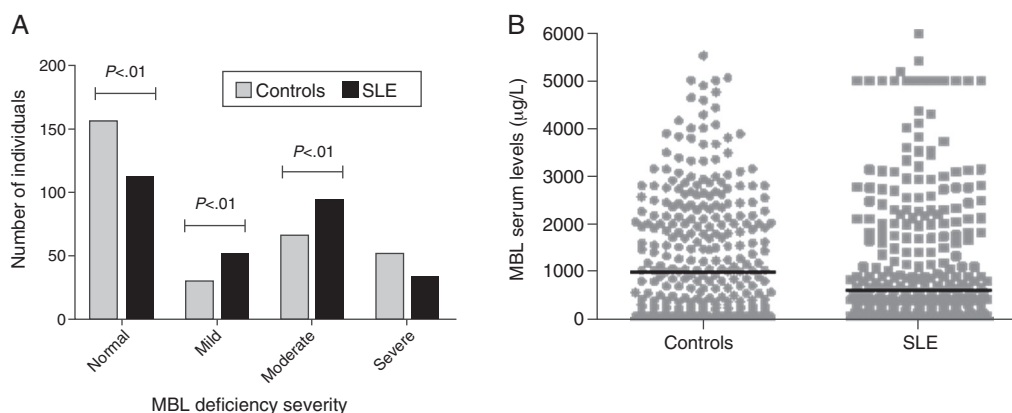 A
Number of individuals
200
150
100
50
0
P<.01
P<.01
P<.01
Controls
SLE
Normal
Mild
Moderate
Severe
MBL deficiency severity
B
MBL serum levels (μg/L)
6000
5000
4000
3000
2000
1000
0
Controls
SLE